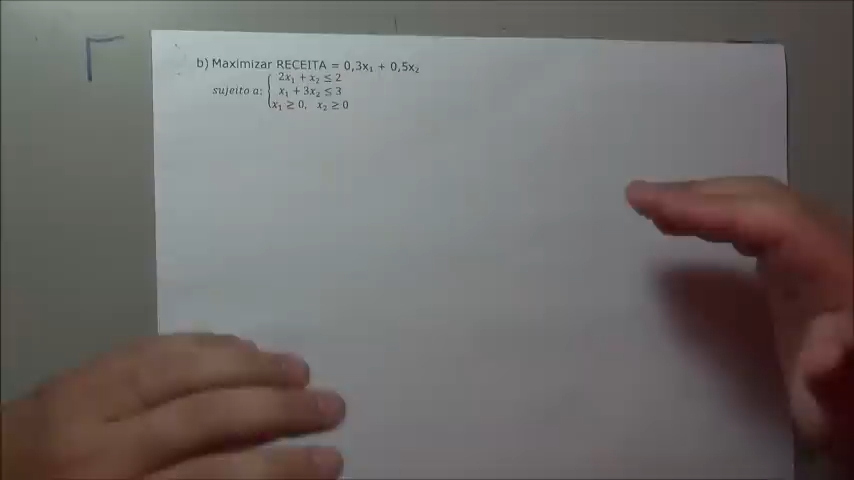 b) Maximizar RECEITA = 0,3x₁ + 0,5x₂
sujeito a: { 2x₁ + x₂ ≤ 2
x₁ + 3x₂ ≤ 3
x₁ ≥ 0, x₂ ≥ 0